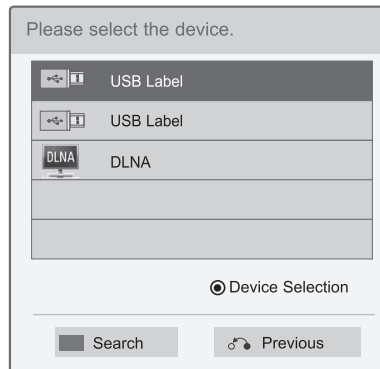 Please select the device.
USB Label
USB Label
DLNA DLNA
Device Selection
Search Previous